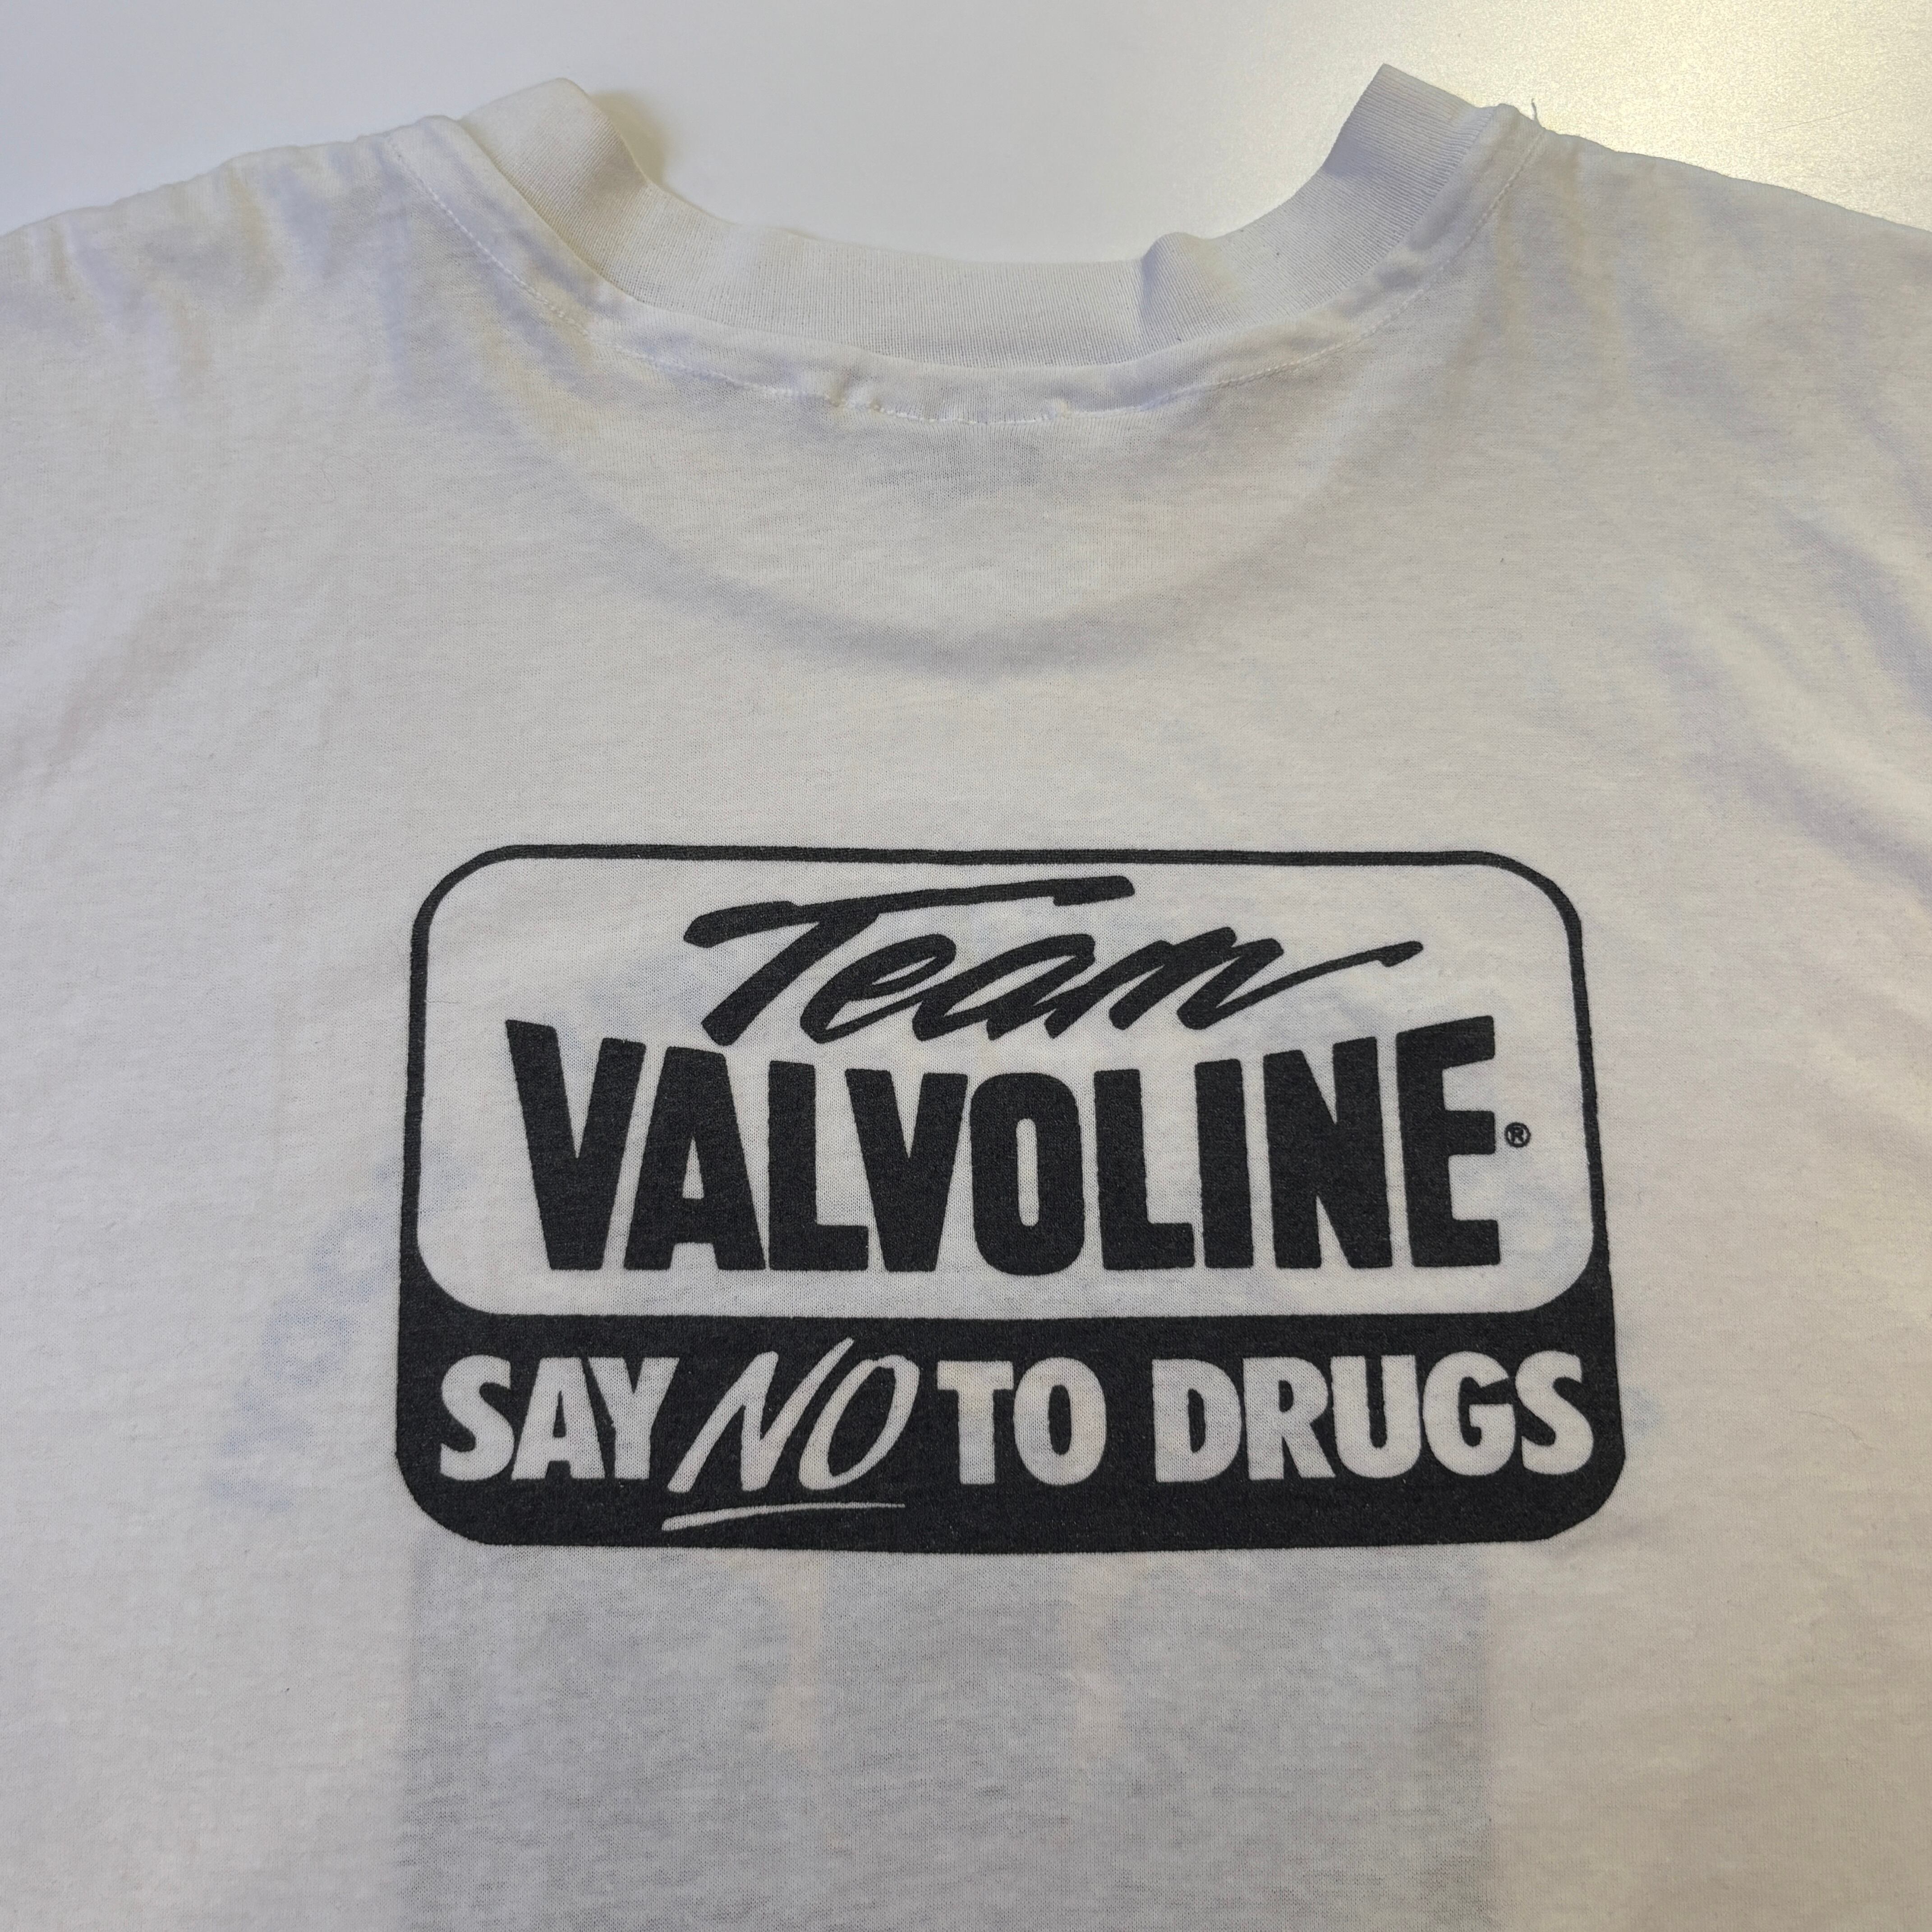 Team
VALVOLINE®
SAY NO TO DRUGS